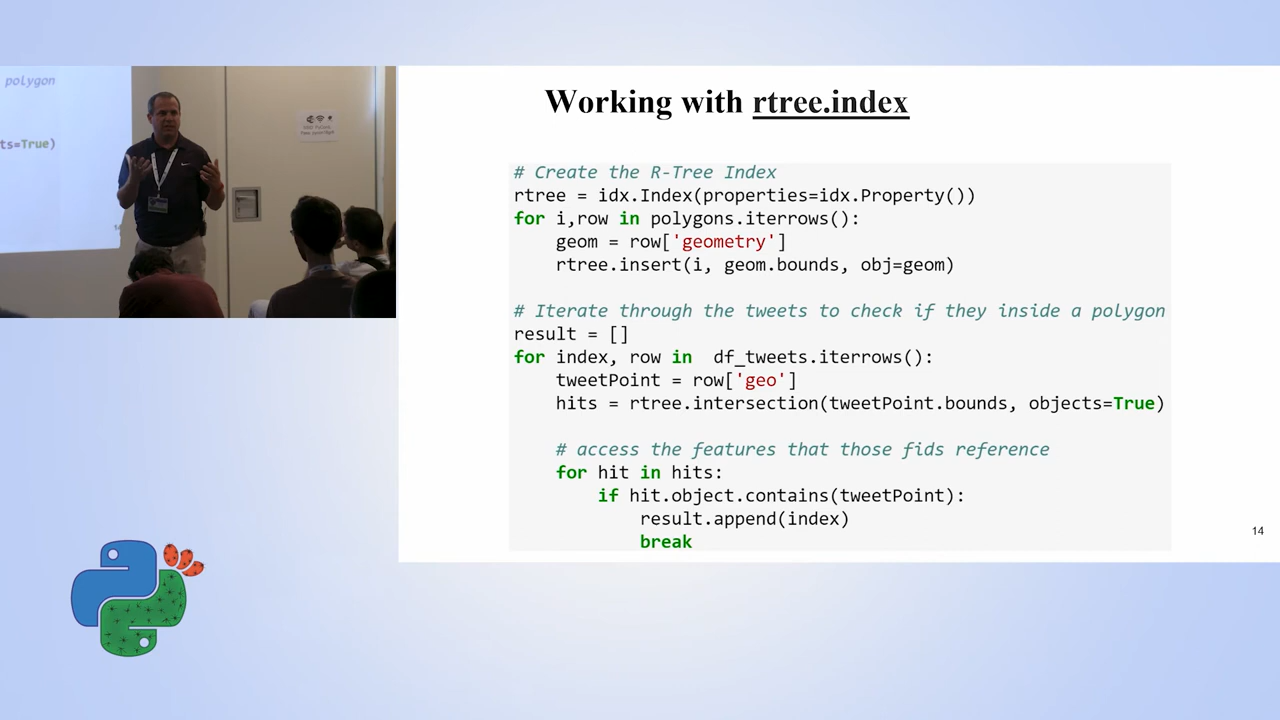 polygon
ts=True)
14
Working with rtree.index
# Create the R-Tree Index
rtree = idx.Index(properties=idx.Property())
for i,row in polygons.iterrows():
    geom = row['geometry']
    rtree.insert(i, geom.bounds, obj=geom)
# Iterate through the tweets to check if they inside a polygon
result = []
for index, row in  df_tweets.iterrows():
    tweetPoint = row['geo']
    hits = rtree.intersection(tweetPoint.bounds, objects=True)
    # access the features that those fids reference
    for hit in hits:
        if hit.object.contains(tweetPoint):
            result.append(index)
            break
14